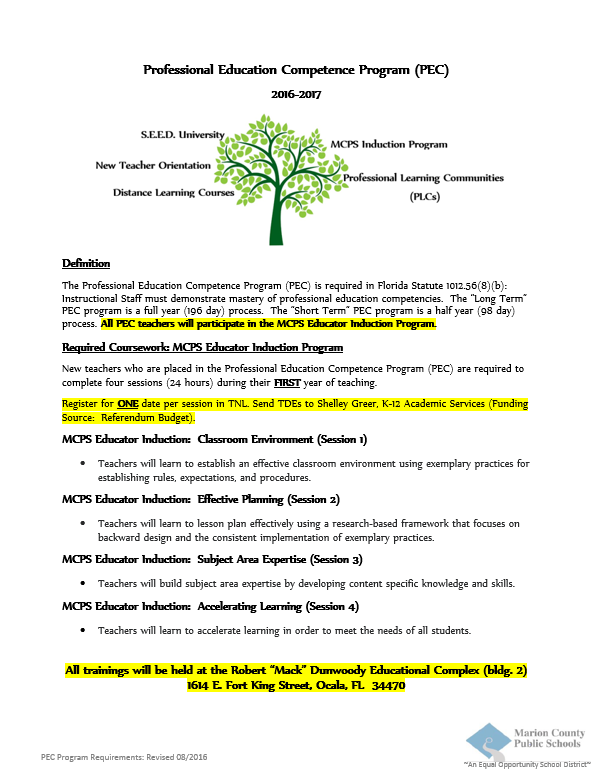 Professional Education Competence Program (PEC)
2016-2017
S.E.E.D. University
MCPS Induction Program
New Teacher Orientation
Professional Learning Communities
(PLCs)
Distance Learning Courses
Definition
The Professional Education Competence Program (PEC) is required in Florida Statute 1012.56(8)(b):
Instructional Staff must demonstrate mastery of professional education competencies. The "Long Term"
PEC program is a full year (196 day) process. The "Short Term" PEC program is a half year (98 day)
process. All PEC teachers will participate in the MCPS Educator Induction Program.
Required Coursework: MCPS Educator Induction Program
New teachers who are placed in the Professional Education Competence Program (PEC) are required to
complete four sessions (24 hours) during their FIRST year of teaching.
Register for ONE date per session in TNL. Send TDEs to Shelley Greer, K-12 Academic Services (Funding
Source: Referendum Budget).
MCPS Educator Induction: Classroom Environment (Session 1)
• Teachers will learn to establish an effective classroom environment using exemplary practices for
establishing rules, expectations, and procedures.
MCPS Educator Induction: Effective Planning (Session 2)
• Teachers will learn to lesson plan effectively using a research-based framework that focuses on
backward design and the consistent implementation of exemplary practices.
MCPS Educator Induction: Subject Area Expertise (Session 3)
• Teachers will build subject area expertise by developing content specific knowledge and skills.
MCPS Educator Induction: Accelerating Learning (Session 4)
• Teachers will learn to accelerate learning in order to meet the needs of all students.
All trainings will be held at the Robert "Mack" Dunwoody Educational Complex (bldg. 2)
1614 E. Fort King Street, Ocala, FL 34470
Marion County
Public Schools
PEC Program Requirements: Revised 08/2016
~An Equal Opportunity School District~